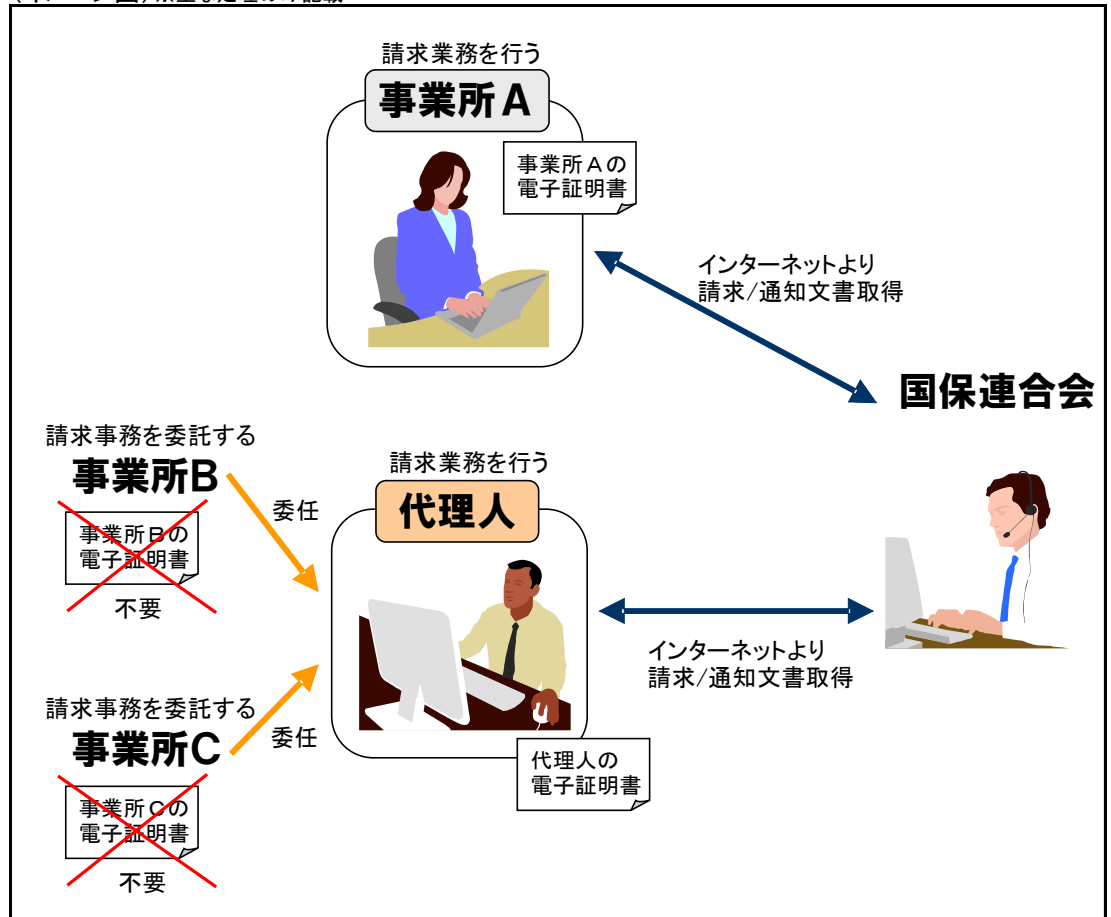 請求業務を行う
事業所A
事業所Aの
電子証明書
インターネットより
請求/通知文書取得
国保連合会
請求事務を委託する
事業所B
委任
事業所Bの
電子証明書
不要
請求業務を行う
代理人
インターネットより
請求/通知文書取得
請求事務を委託する
事業所C
委任
代理人の
電子証明書
事業所Cの
電子証明書
不要